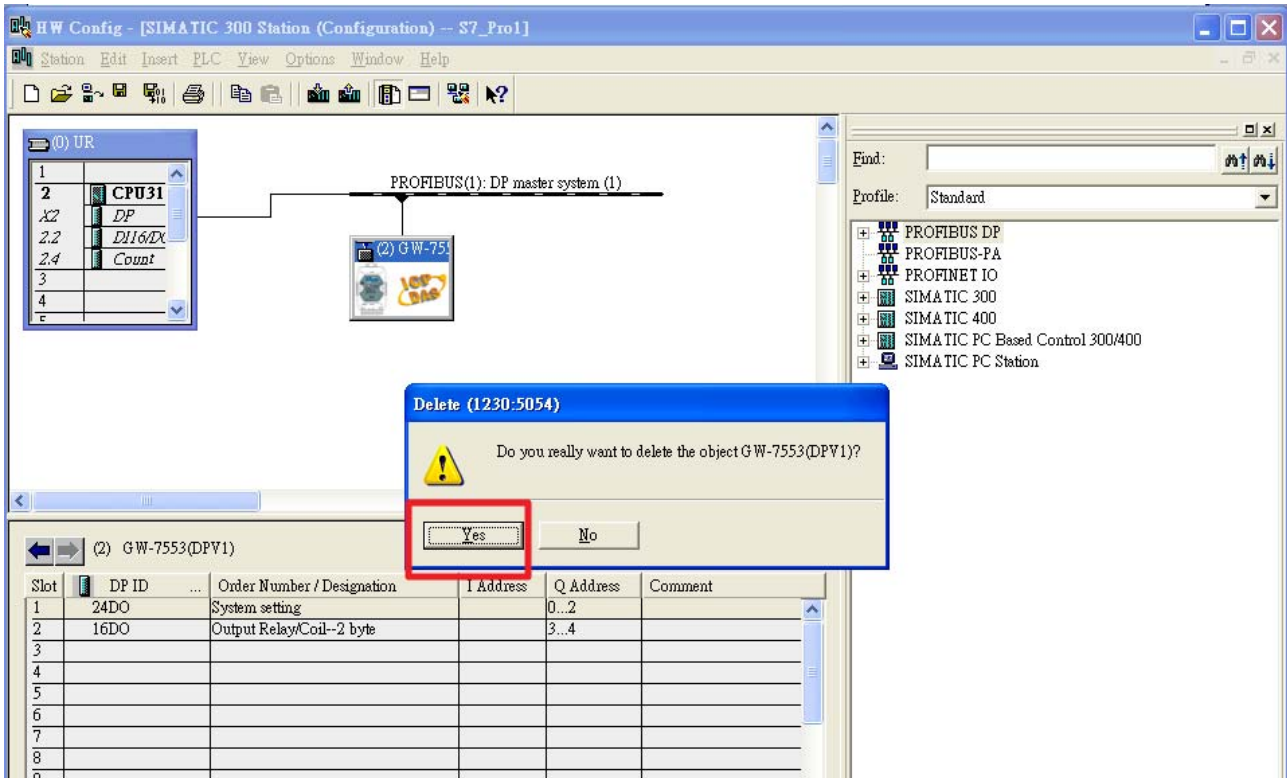 HW Config - [SIMATIC 300 Station (Configuration) -- S7_Pro1]
Station Edit Insert PLC View Options Window Help
(0) UR
1
2 CPU31
X2 DP
2.2 DI16/DO
2.4 Count
3
4
PROFIBUS(1): DP master system (1)
(2) GW-755
ICP
DAS
Find:
Profile: Standard
PROFIBUS DP
PROFIBUS-PA
PROFINET IO
SIMATIC 300
SIMATIC 400
SIMATIC PC Based Control 300/400
SIMATIC PC Station
Delete (1230:5054)
Do you really want to delete the object GW-7553(DPV1)?
Yes No
(2) GW-7553(DPV1)
Slot DP ID ... Order Number / Designation I Address Q Address Comment
1 24DO System setting 0...2
2 16DO Output Relay/Coil--2 byte 3...4
3
4
5
6
7
8